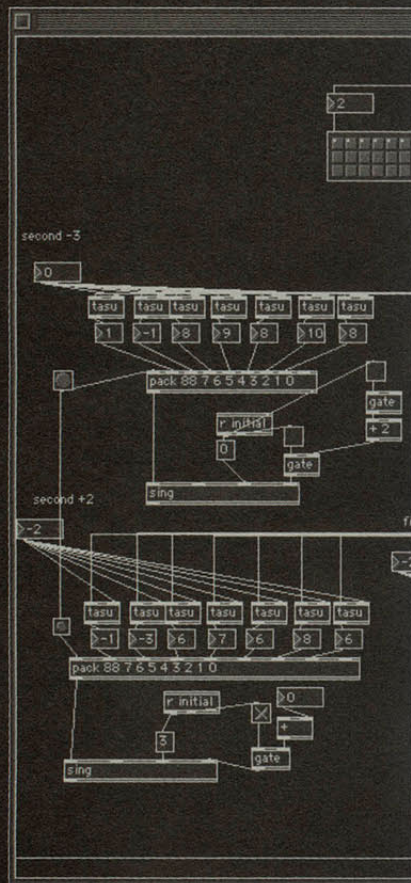 2
second -3
0
tasu tasu tasu tasu tasu tasu tasu
1 -1 8 9 8 10 8
pack 88 7 6 5 4 3 2 1 0
gate
r initial
+ 2
0
gate
sing
second +2
-2
tasu tasu tasu tasu tasu tasu tasu
-1 -3 6 7 6 8 6
pack 88 7 6 5 4 3 2 1 0
0
r initial
+
3
gate
sing